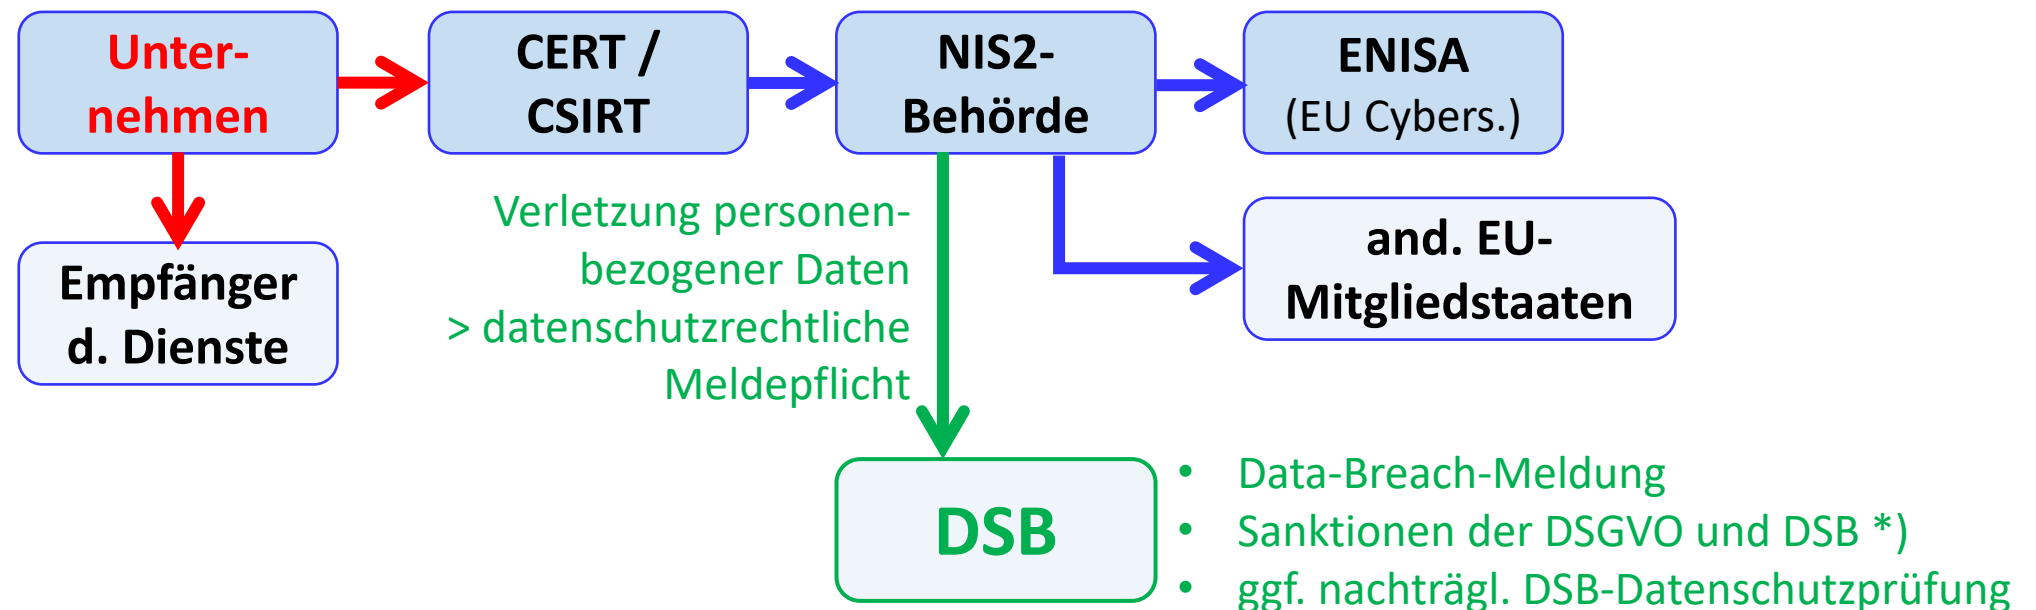 Unter-
nehmen
CERT /
CSIRT
NIS2-
Behörde
ENISA
(EU Cybers.)
Empfänger
d. Dienste
Verletzung personen-
bezogener Daten
> datenschutzrechtliche
Meldepflicht
and. EU-
Mitgliedstaaten
DSB
• Data-Breach-Meldung
• Sanktionen der DSGVO und DSB *)
• ggf. nachträgl. DSB-Datenschutzprüfung